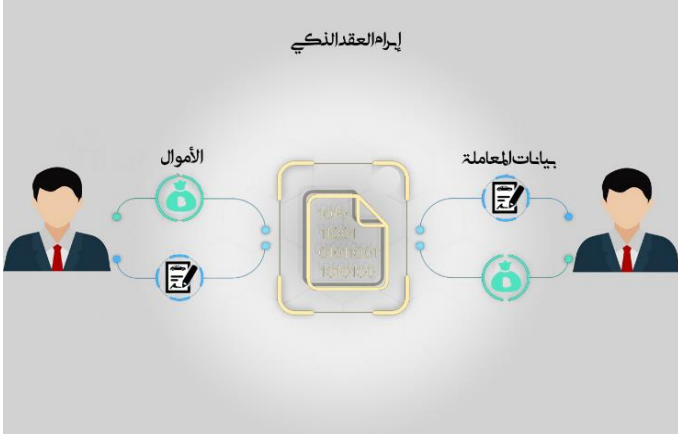 إبرام العقد الذكي
الأموال
بيانات المعاملة